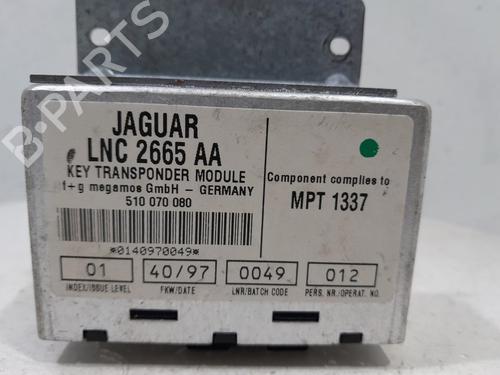 B-PARTS
JAGUAR
LNC 2665 AA
KEY TRANSPONDER MODULE
f+g megamos GmbH – GERMANY
510 070 080
*0140970049*
Component complies to
MPT 1337
01 40/97 0049 012
INDEX/ISSUE LEVEL FKW/DATE LNR/BATCH CODE PERS. NR./OPERAT. NO.